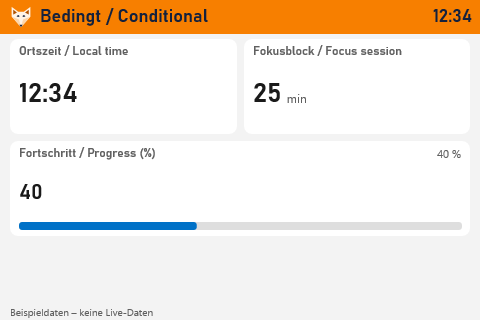 Bedingt / Conditional 12:34
Ortszeit / Local time
12:34
Fokusblock / Focus session
25 min
Fortschritt / Progress (%) 40 %
40
Beispieldaten – keine Live-Daten